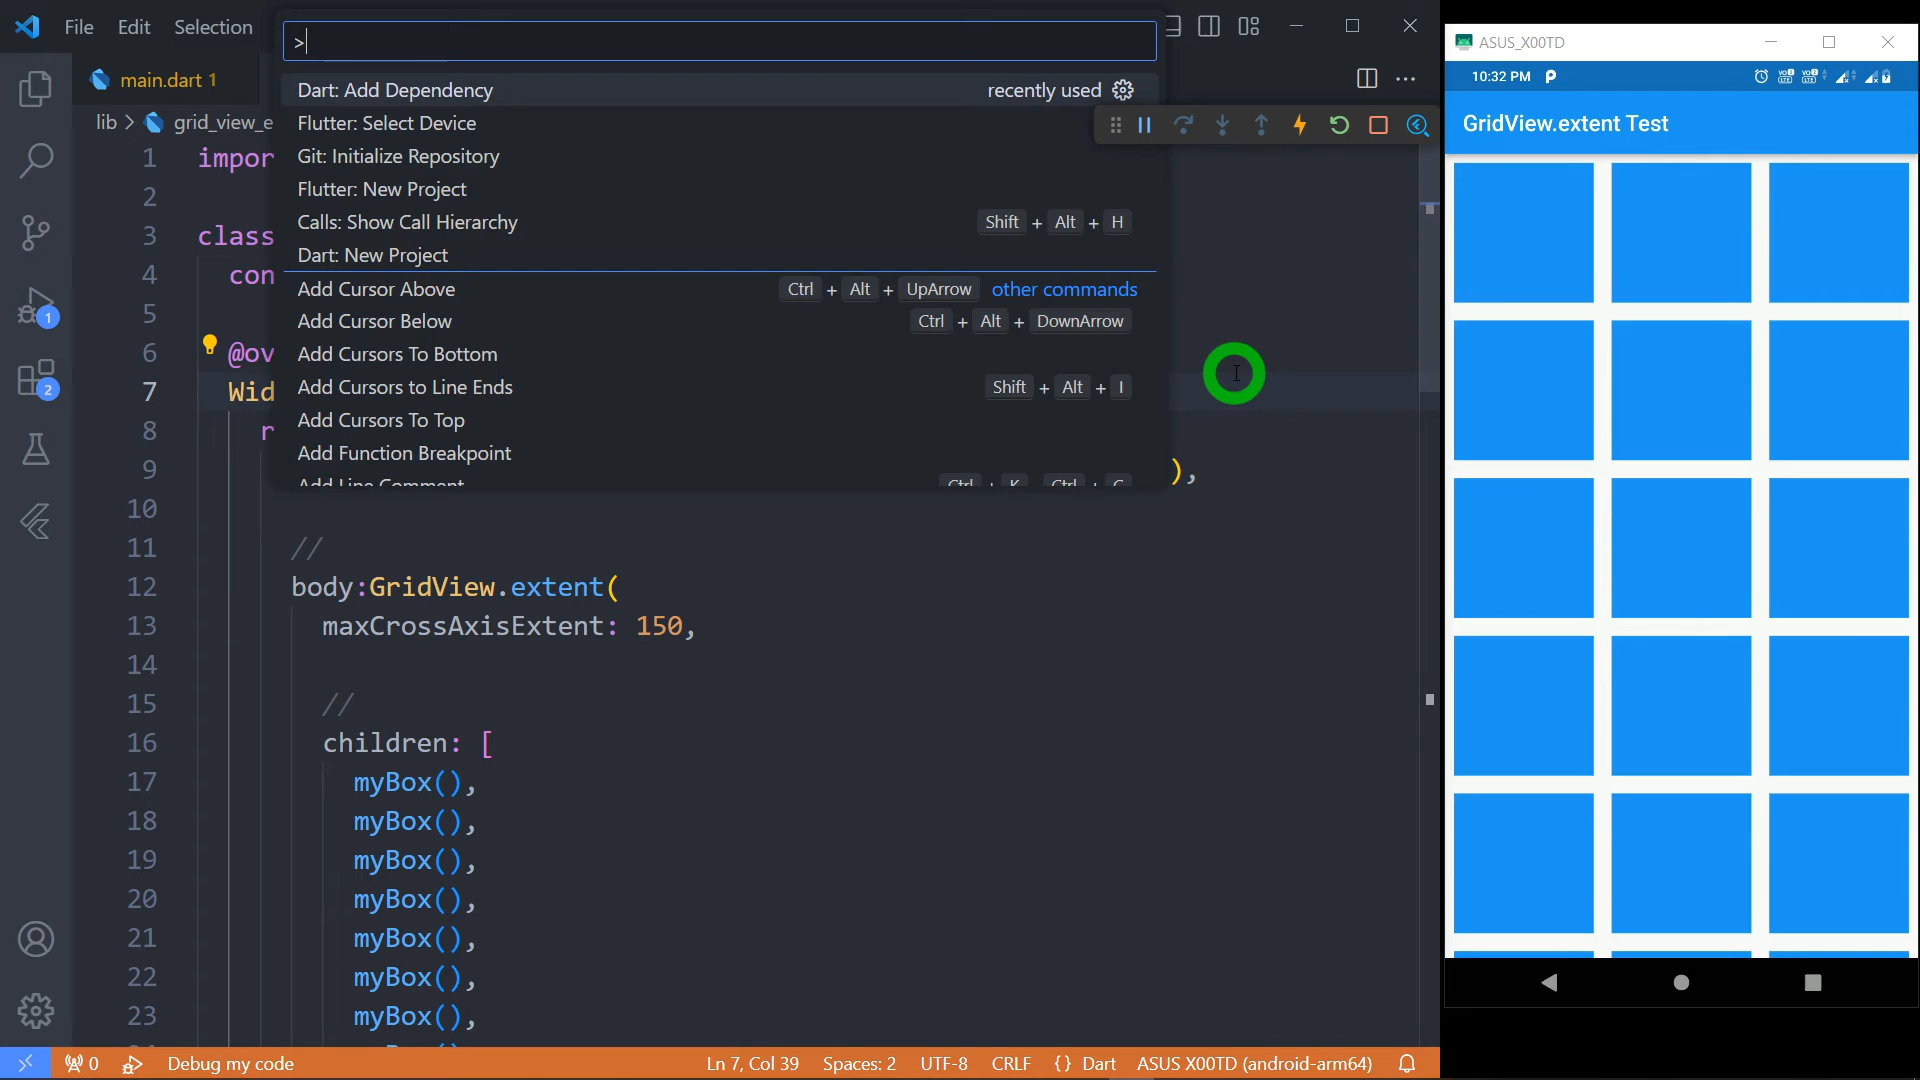 File Edit Selection
>
ASUS_X00TD
main.dart 1
Dart: Add Dependency recently used
10:32 PM
lib > grid_view_e
Flutter: Select Device
GridView.extent Test
1 impor
Git: Initialize Repository
2
Flutter: New Project
3 class
Calls: Show Call Hierarchy Shift + Alt + H
4 con
Dart: New Project
5
Add Cursor Above Ctrl + Alt + UpArrow other commands
1
Add Cursor Below Ctrl + Alt + DownArrow
6 @ov
Add Cursors To Bottom
7 Wid
Add Cursors to Line Ends Shift + Alt + I
2
Add Cursors To Top
8 r
Add Function Breakpoint
9 ),
Add Line Comment Ctrl + K Ctrl + C
10
11 //
12 body:GridView.extent(
13 maxCrossAxisExtent: 150,
14
15 //
16 children: [
17 myBox(),
18 myBox(),
19 myBox(),
20 myBox(),
21 myBox(),
22 myBox(),
23 myBox(),
0 Debug my code Ln 7, Col 39 Spaces: 2 UTF-8 CRLF {} Dart ASUS X00TD (android-arm64)